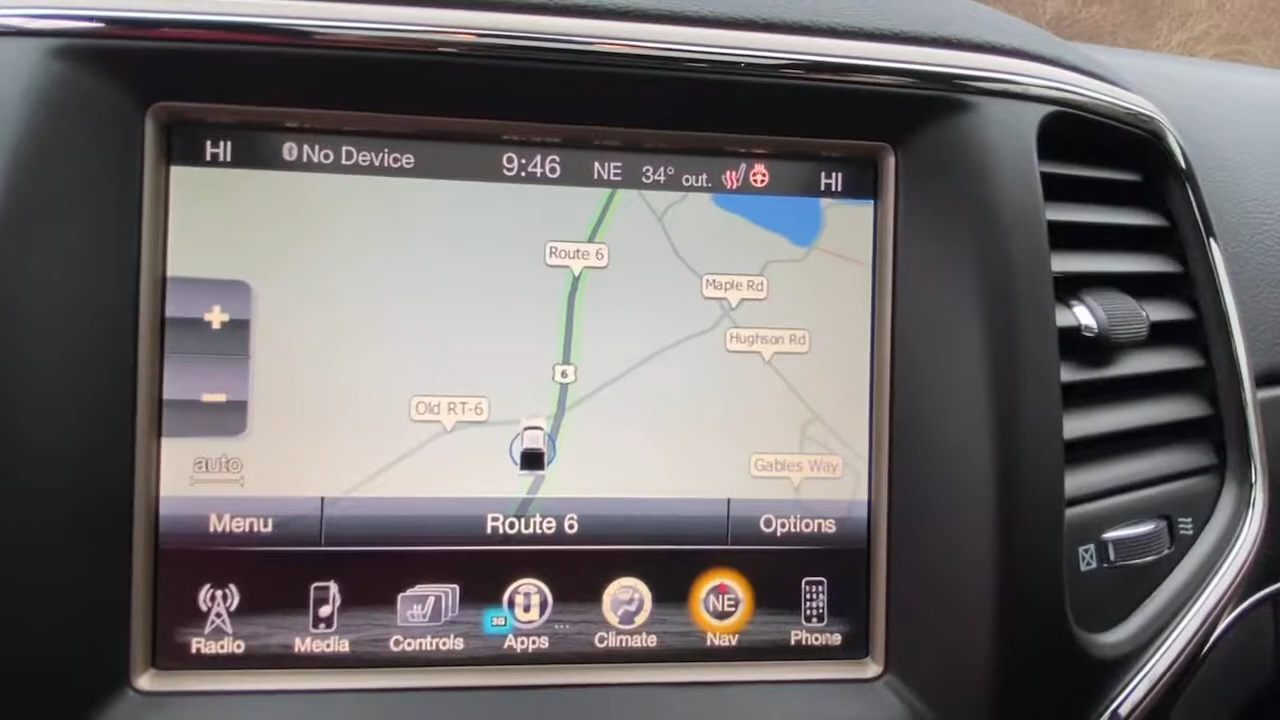 HI No Device 9:46 NE 34° out. HI
Route 6
Maple Rd
Hughson Rd
6
Old RT-6
Gables Way
auto
Menu Route 6 Options
NE
3G
Radio Media Controls Apps Climate Nav Phone